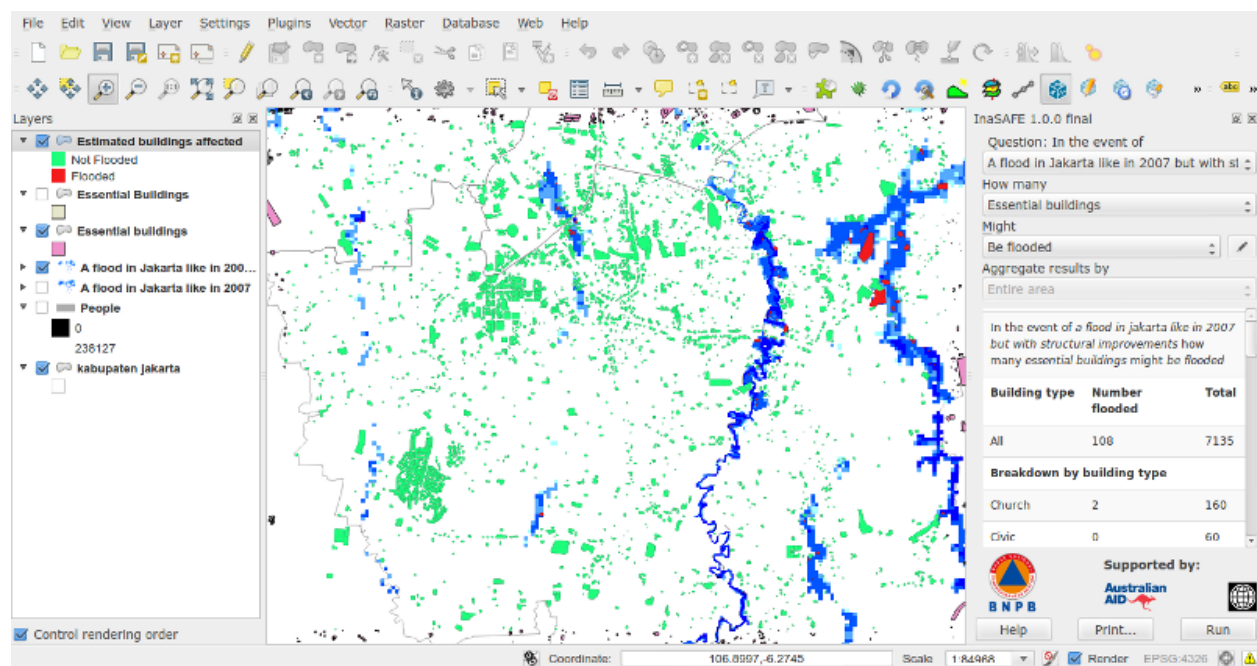 File Edit View Layer Settings Plugins Vector Raster Database Web Help
abc
Layers
Estimated buildings affected
Not Flooded
Flooded
Essential Buildings
Essential buildings
A flood in Jakarta like in 200...
A flood in Jakarta like in 2007
People
0
238127
kabupaten jakarta
Control rendering order
InaSAFE 1.0.0 final
Question: In the event of
A flood in Jakarta like in 2007 but with st
How many
Essential buildings
Might
Be flooded
Aggregate results by
Entire area
In the event of a flood in jakarta like in 2007
but with structural improvements how
many essential buildings might be flooded
Building type Number flooded Total
All 108 7135
Breakdown by building type
Church 2 160
Civic 0 60
BNPB
Supported by:
Australian
AID
Help Print... Run
Coordinate: 106.8997,-6.2745 Scale 1:84968 Render EPSG:4326